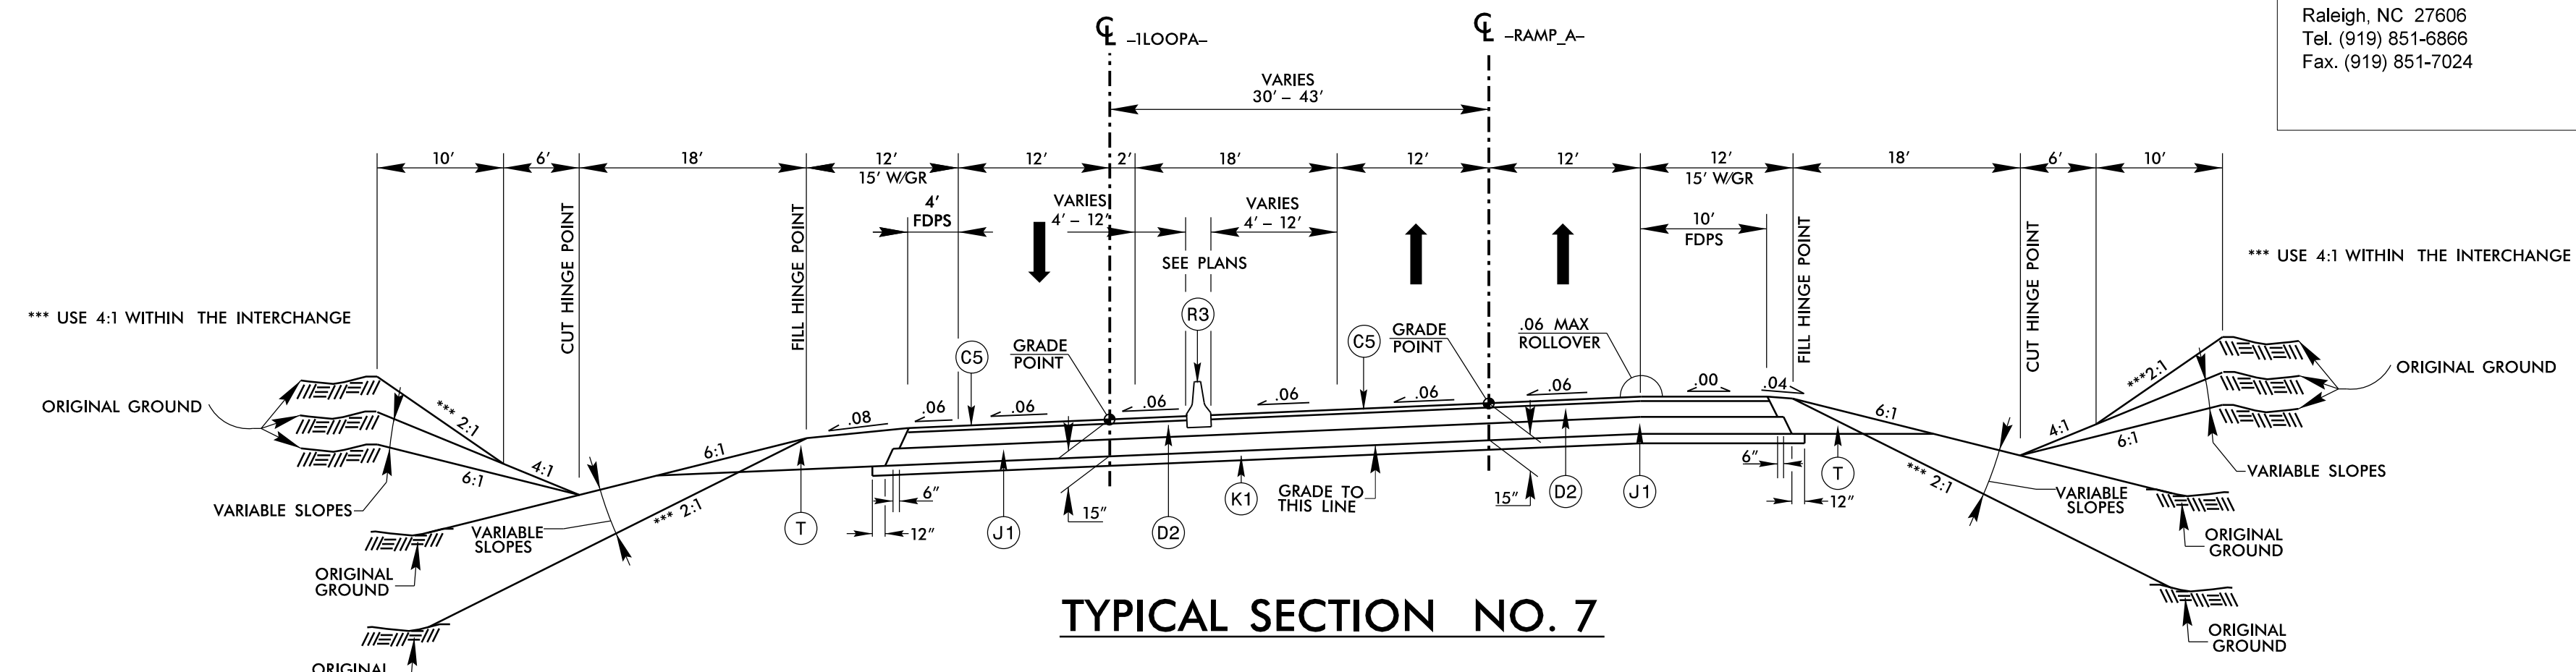 Raleigh, NC 27606
Tel. (919) 851-6866
Fax. (919) 851-7024
℄ -1LOOPA-
℄ -RAMP_A-
VARIES
30' - 43'
10' 6' 18' 12' 12' 2' 18' 12' 12' 12' 18' 6' 10'
15' W/GR
15' W/GR
4'
FDPS
VARIES
4' - 12'
VARIES
4' - 12'
10'
FDPS
SEE PLANS
CUT HINGE POINT
FILL HINGE POINT
FILL HINGE POINT
CUT HINGE POINT
*** USE 4:1 WITHIN THE INTERCHANGE
*** USE 4:1 WITHIN THE INTERCHANGE
R3
C5
GRADE
POINT
C5
GRADE
POINT
.06 MAX
ROLLOVER
ORIGINAL GROUND
ORIGINAL GROUND
*** 2:1
4:1
6:1
6:1
.08
.06
.06
.06
.06
.06
.06
.00
.04
6:1
***2:1
4:1
6:1
VARIABLE SLOPES
VARIABLE SLOPES
VARIABLE
SLOPES
VARIABLE
SLOPES
*** 2:1
*** 2:1
T
6"
12"
J1
15"
D2
K1
GRADE TO
THIS LINE
15"
D2
J1
6"
12"
T
ORIGINAL
GROUND
ORIGINAL
GROUND
ORIGINAL
GROUND
ORIGINAL
TYPICAL SECTION NO. 7